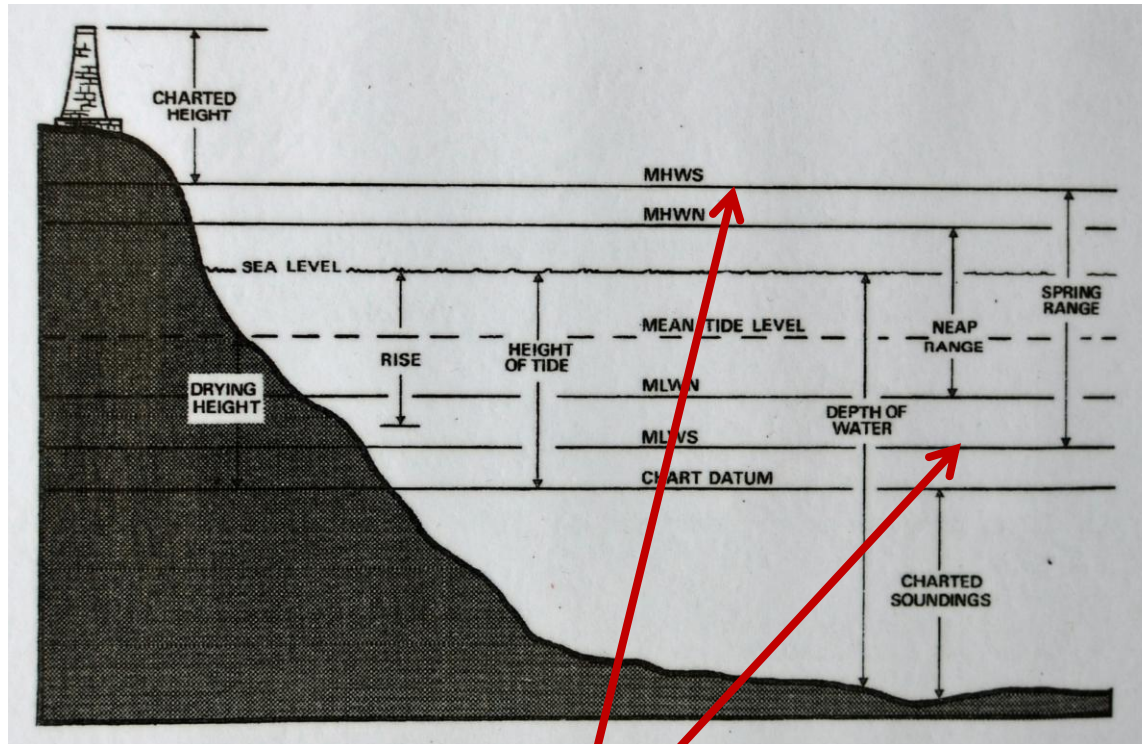 CHARTED
HEIGHT
MHWS
MHWN
SEA LEVEL
SPRING
RANGE
MEAN TIDE LEVEL
NEAP
RANGE
RISE
HEIGHT
OF TIDE
DRYING
HEIGHT
MLWN
DEPTH OF
WATER
MLWS
CHART DATUM
CHARTED
SOUNDINGS